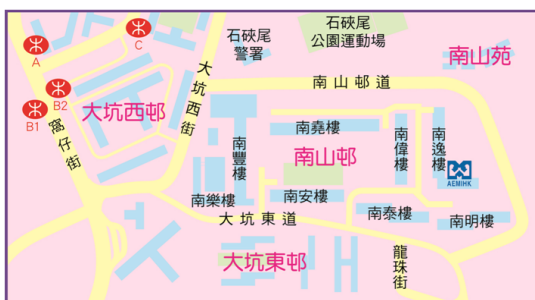 石硤尾
公園運動場
石硤尾
警署
南山苑
C
A
B2
B1
大坑西街
南山邨道
大坑西邨
窩仔街
南堯樓
南偉樓
南逸樓
南豐樓
南山邨
AEMIHK
南樂樓
南安樓
南泰樓
南明樓
大坑東道
大坑東邨
龍珠街